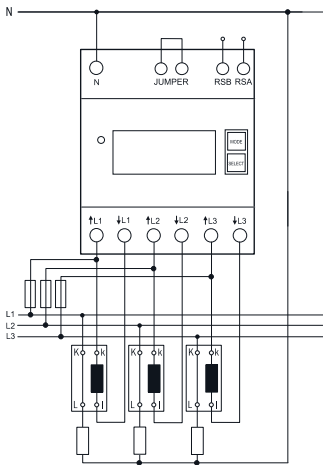 N
N JUMPER RSB RSA
MODE
SELECT
↑L1 ↓L1 ↑L2 ↓L2 ↑L3 ↓L3
L1
L2
L3
K k K k K k
L l L l L l